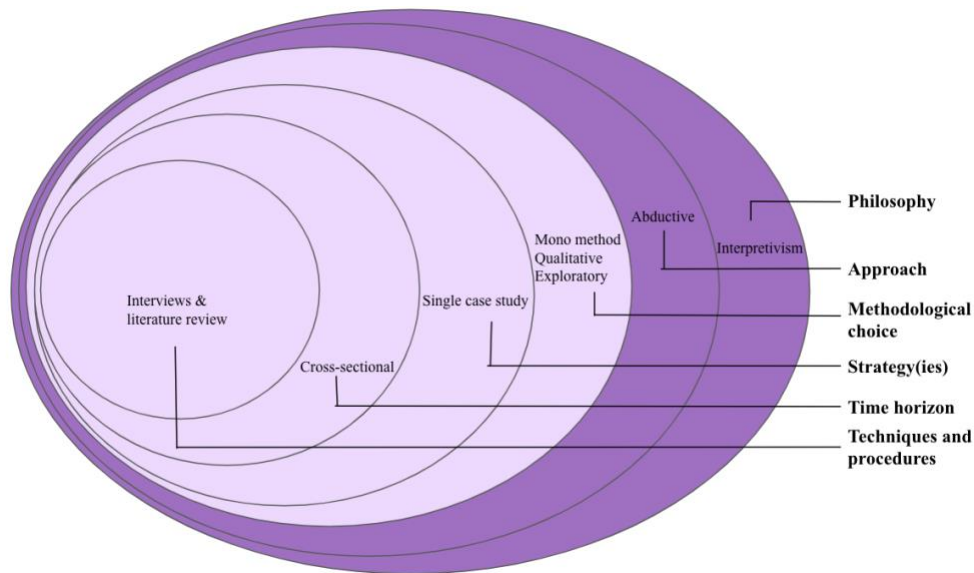 Philosophy
Abductive
Interpretivism
Mono method
Qualitative
Exploratory
Approach
Interviews &
literature review
Single case study
Methodological
choice
Cross-sectional
Strategy(ies)
Time horizon
Techniques and
procedures